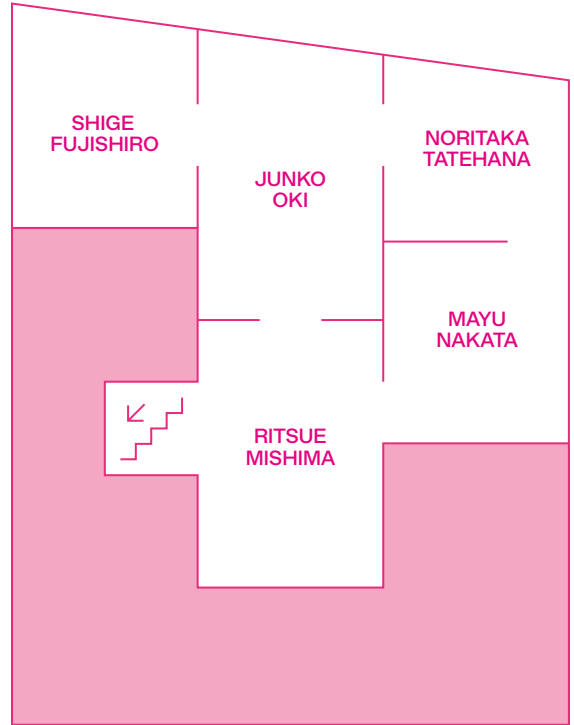 SHIGE
FUJISHIRO
JUNKO
OKI
NORITAKA
TATEHANA
MAYU
NAKATA
RITSUE
MISHIMA